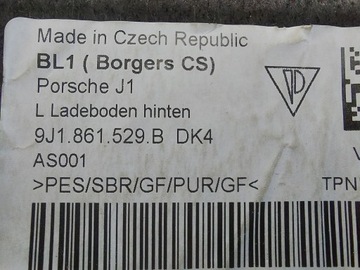 Made in Czech Republic
BL1 ( Borgers CS)
Porsche J1
L Ladeboden hinten
9J1.861.529.B DK4
AS001
V
>PES/SBR/GF/PUR/GF< TPN